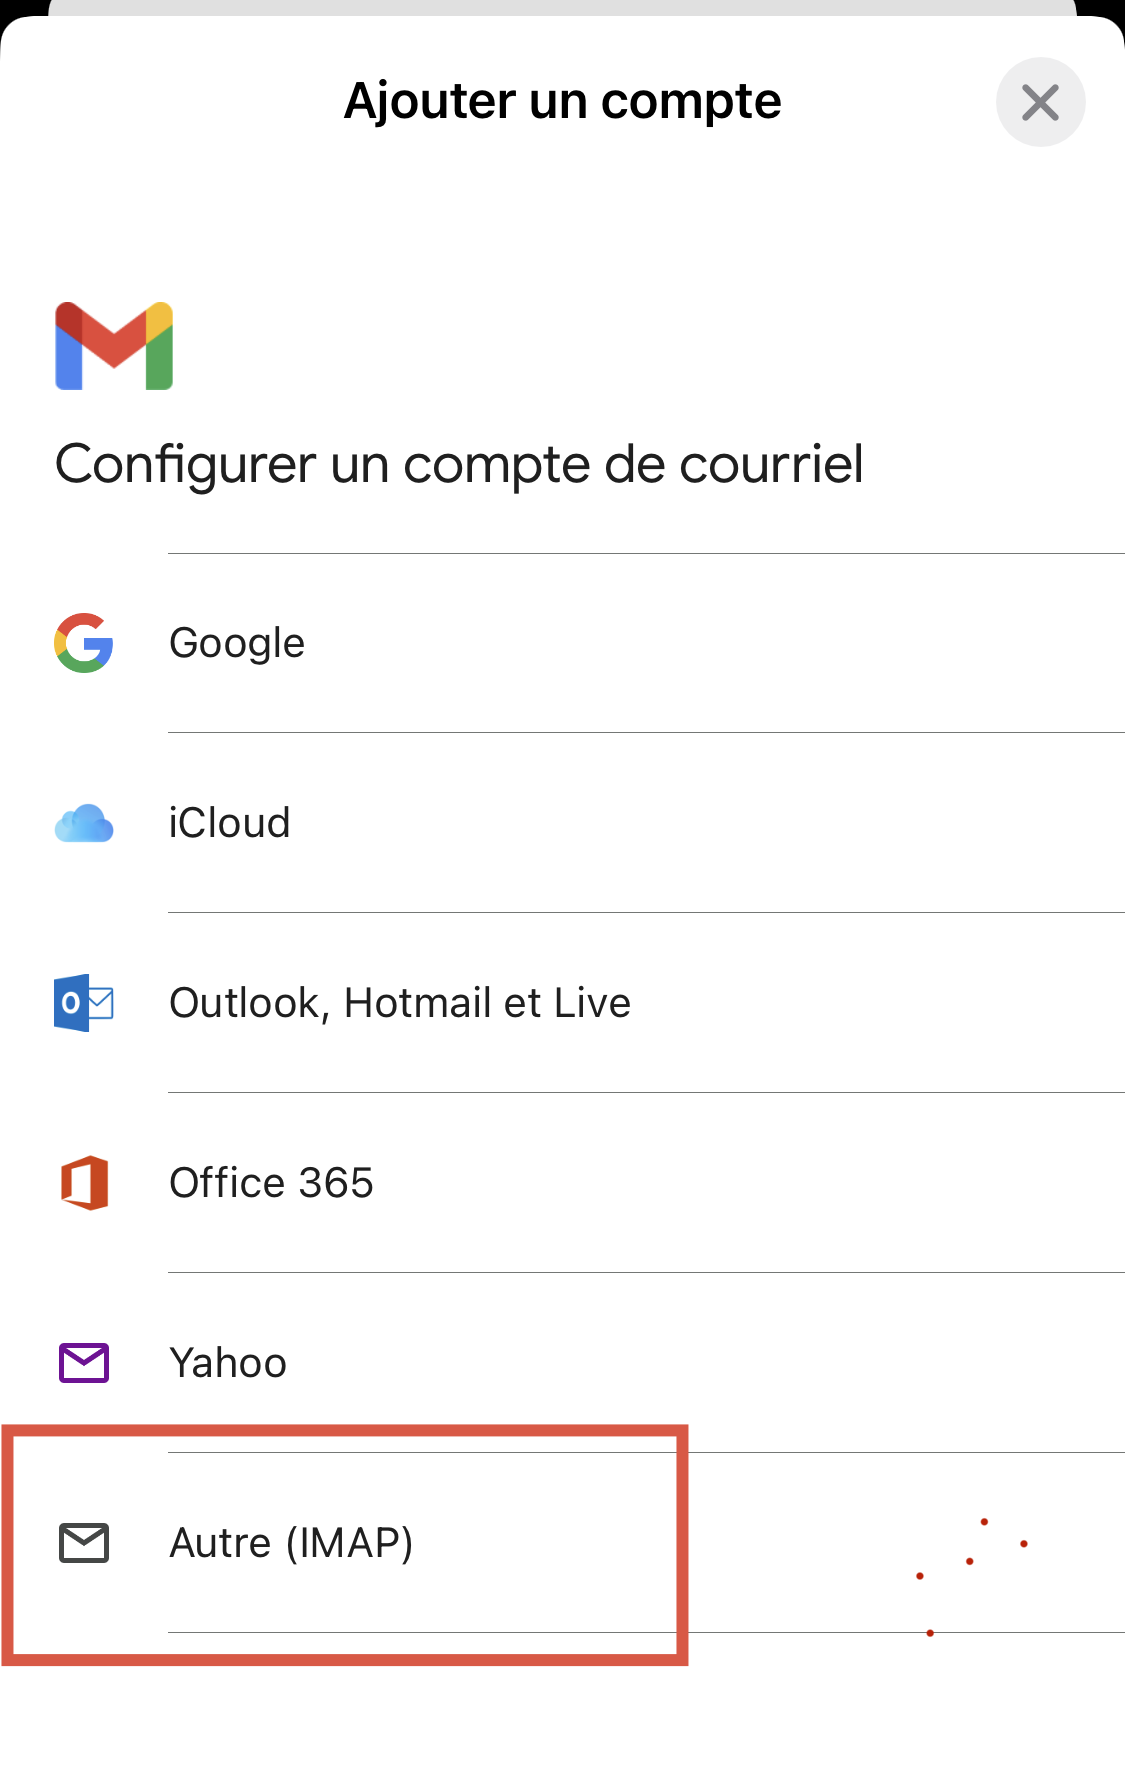 Ajouter un compte
Configurer un compte de courriel
Google
iCloud
Outlook, Hotmail et Live
Office 365
Yahoo
Autre (IMAP)